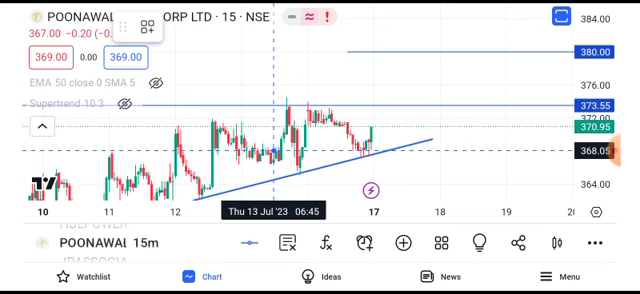 POONAWAL CORP LTD · 15 · NSE
367.00 −0.20
369.00 0.00 369.00
EMA 50 close 0 SMA 5
Supertrend 10 3
384.00
380.00
376.00
373.55
372.00
370.95
368.05
364.00
10 11 12 Thu 13 Jul '23 06:45 17 18 19
POONAWAL 15m
Watchlist Chart Ideas News Menu